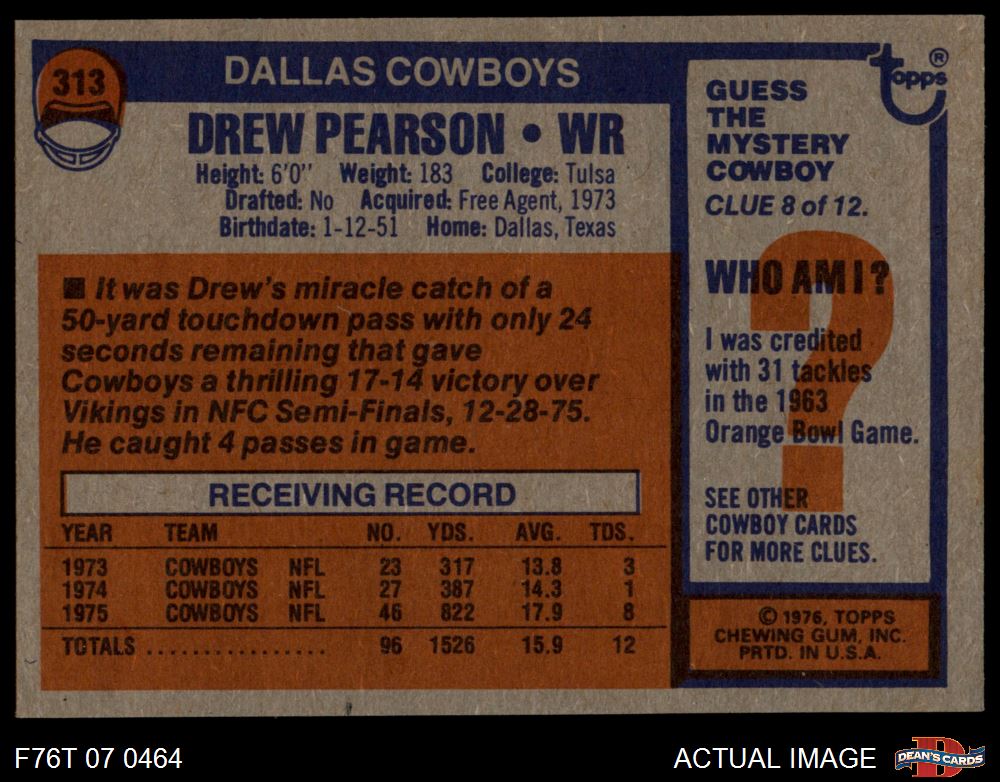 313
DALLAS COWBOYS
DREW PEARSON • WR
Height: 6'0" Weight: 183 College: Tulsa
Drafted: No Acquired: Free Agent, 1973
Birthdate: 1-12-51 Home: Dallas, Texas
■ It was Drew's miracle catch of a
50-yard touchdown pass with only 24
seconds remaining that gave
Cowboys a thrilling 17-14 victory over
Vikings in NFC Semi-Finals, 12-28-75.
He caught 4 passes in game.
RECEIVING RECORD
YEAR TEAM NO. YDS. AVG. TDS.
1973 COWBOYS NFL 23 317 13.8 3
1974 COWBOYS NFL 27 387 14.3 1
1975 COWBOYS NFL 46 822 17.9 8
TOTALS ................ 96 1526 15.9 12
topps ®
GUESS
THE
MYSTERY
COWBOY
CLUE 8 of 12.
WHO AM I?
?
I was credited
with 31 tackles
in the 1963
Orange Bowl Game.
SEE OTHER
COWBOY CARDS
FOR MORE CLUES.
© 1976, TOPPS
CHEWING GUM, INC.
PRTD. IN U.S.A.
F76T 07 0464
ACTUAL IMAGE
D
DEAN'S CARDS